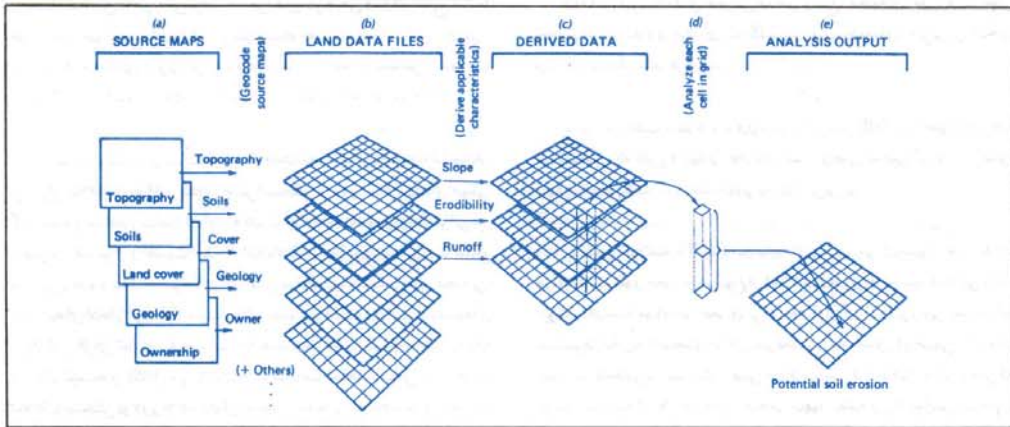 (a)
SOURCE MAPS
(Geocode
source maps)
(b)
LAND DATA FILES
(Derive applicable
characteristics)
(c)
DERIVED DATA
(d)
(Analyze each
cell in grid)
(e)
ANALYSIS OUTPUT
Topography
Soils
Cover
Geology
Owner
Topography
Soils
Land cover
Geology
Ownership
(+ Others)
Slope
Erodibility
Runoff
Potential soil erosion